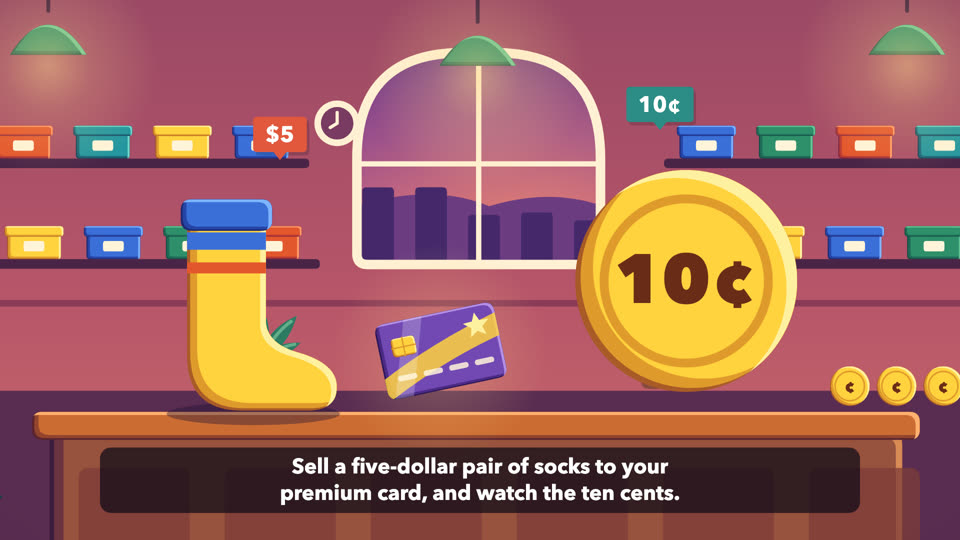 $5
10¢
10¢
¢ ¢ ¢
Sell a five-dollar pair of socks to your
premium card, and watch the ten cents.